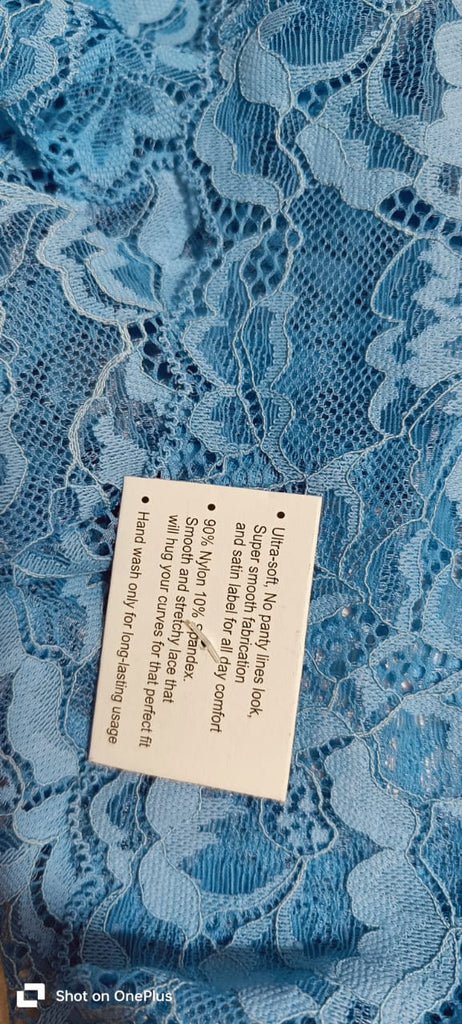 • Ultra-soft, No panty lines look,
Super smooth fabrication
and satin label for all day comfort
• 90% Nylon 10% spandex.
Smooth and stretchy lace that
will hug your curves for that perfect fit
• Hand wash only for long-lasting usage
Shot on OnePlus